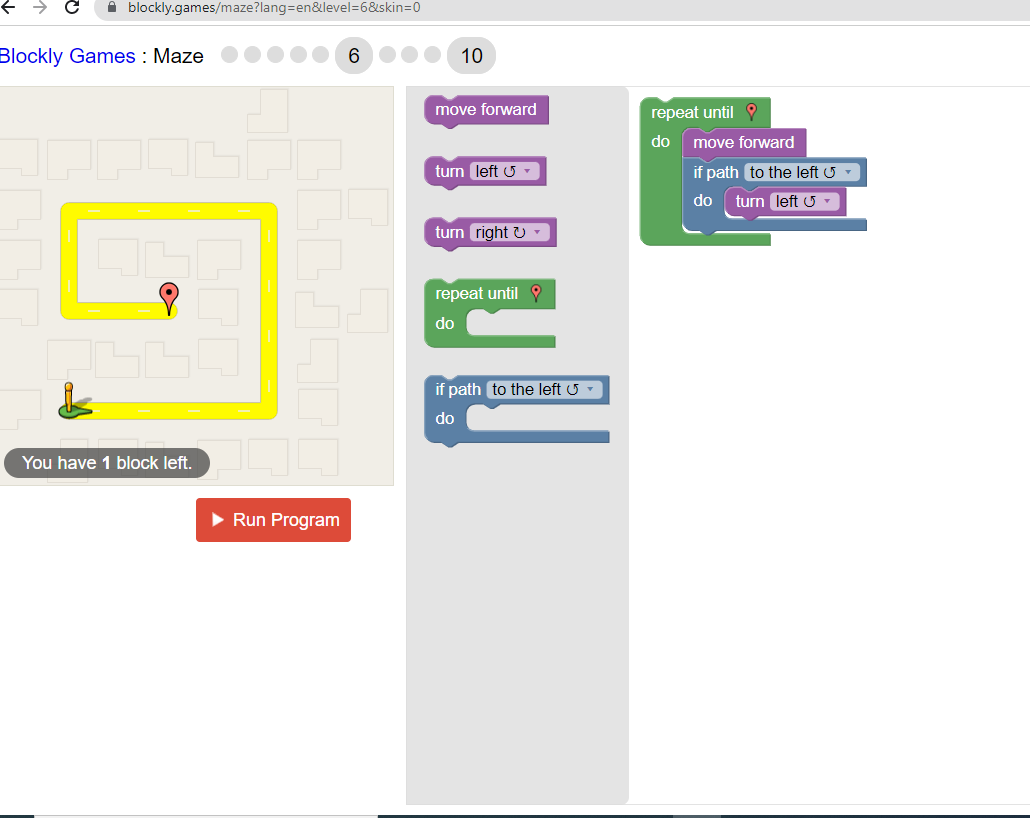 blockly.games/maze?lang=en&level=6&skin=0
Blockly Games : Maze 6 10
move forward
turn left ↺ ▾
turn right ↻ ▾
repeat until
do
if path to the left ↺ ▾
do
repeat until
do move forward
if path to the left ↺ ▾
do turn left ↺ ▾
You have 1 block left.
Run Program